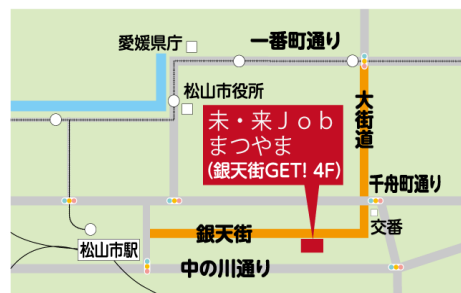 愛媛県庁
一番町通り
松山市役所
未・来Ｊｏｂ
まつやま
(銀天街GET! 4F)
大街道
千舟町通り
交番
銀天街
松山市駅
中の川通り